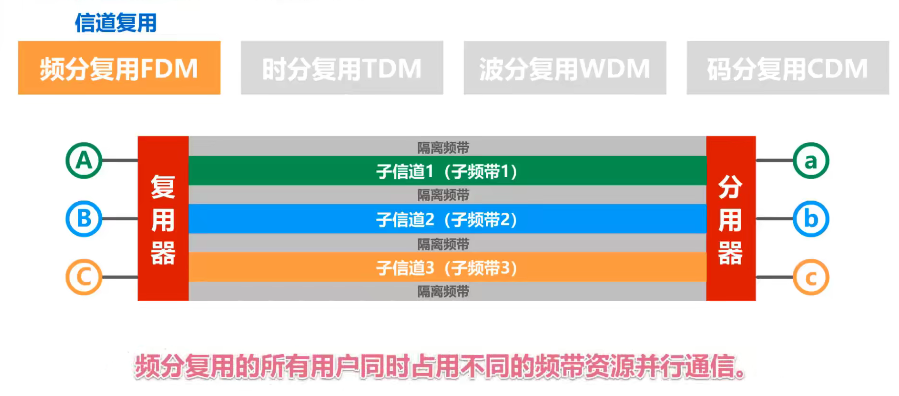 信道复用
频分复用FDM 时分复用TDM 波分复用WDM 码分复用CDM
隔离频带
A 子信道1（子频带1） a
隔离频带
复用器 B 子信道2（子频带2） b 分用器
隔离频带
C 子信道3（子频带3） c
隔离频带
频分复用的所有用户同时占用不同的频带资源并行通信。